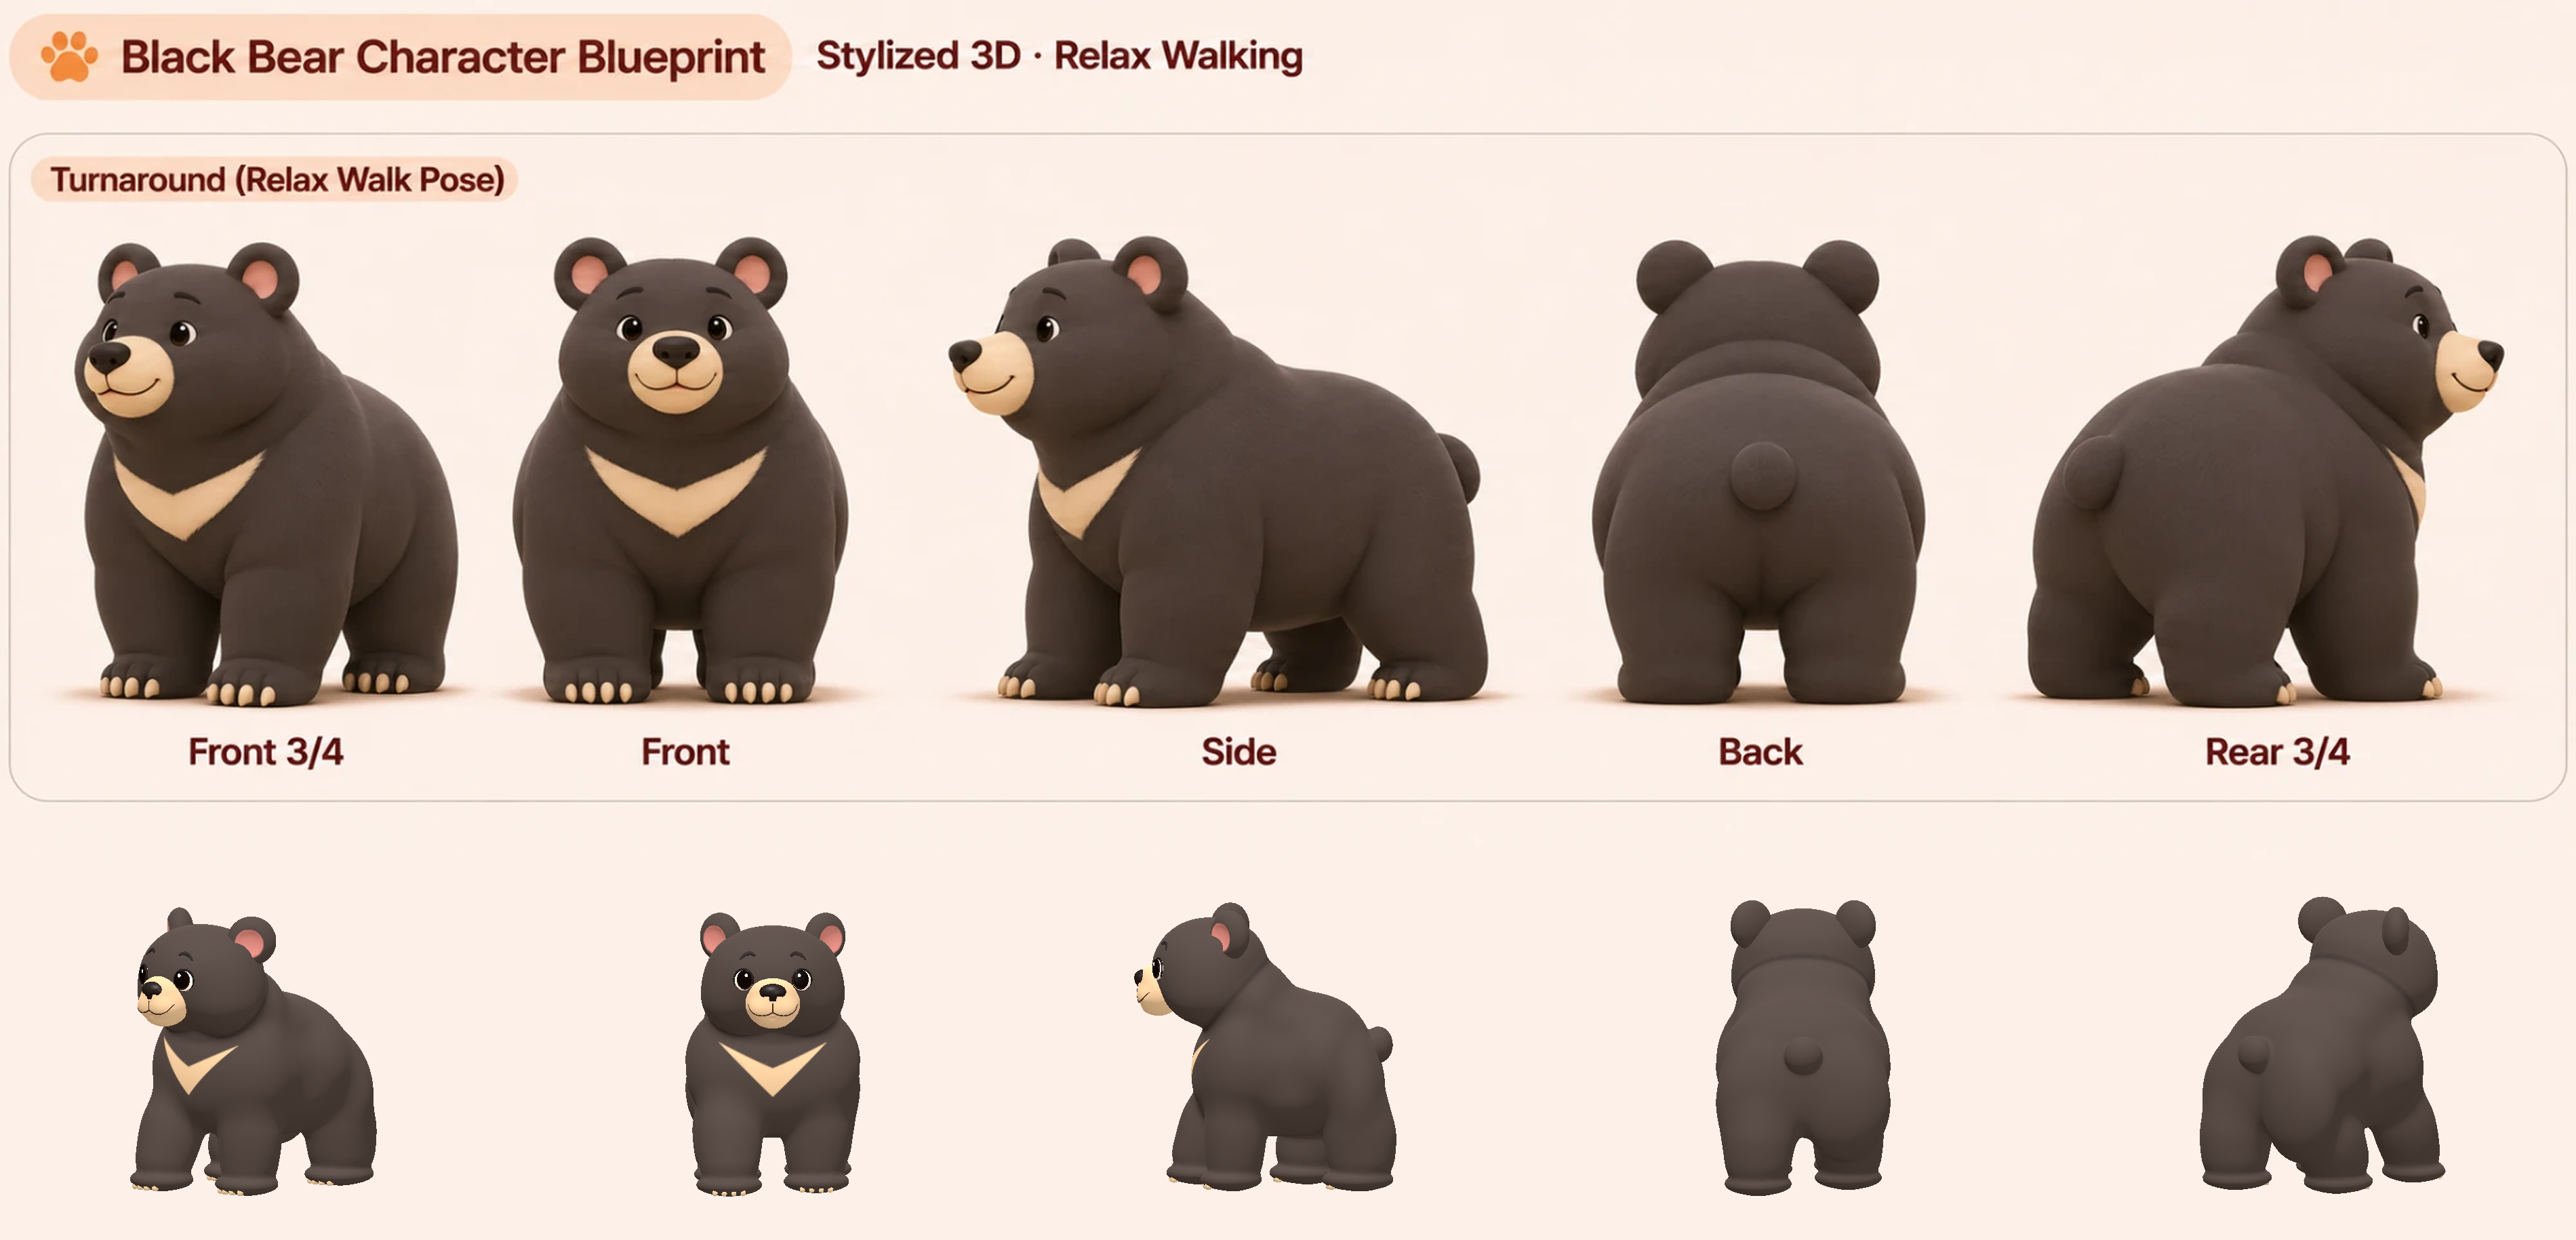 Black Bear Character Blueprint Stylized 3D · Relax Walking
Turnaround (Relax Walk Pose)
Front 3/4 Front Side Back Rear 3/4